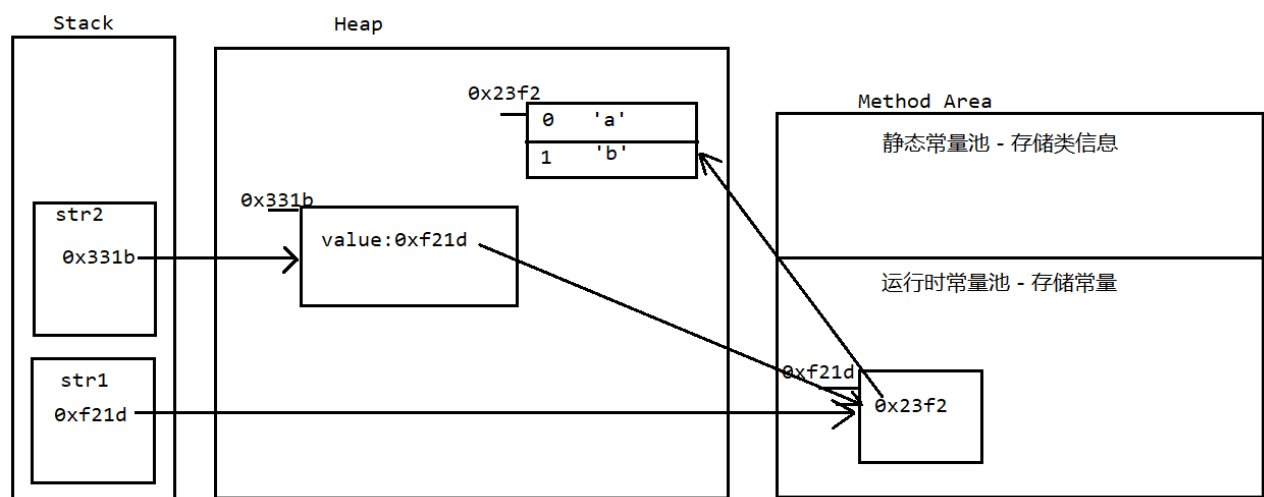 Stack
Heap
Method Area
0x23f2
0 'a'
1 'b'
静态常量池 - 存储类信息
str2
0x331b
0x331b
value:0xf21d
运行时常量池 - 存储常量
str1
0xf21d
0xf21d
0x23f2